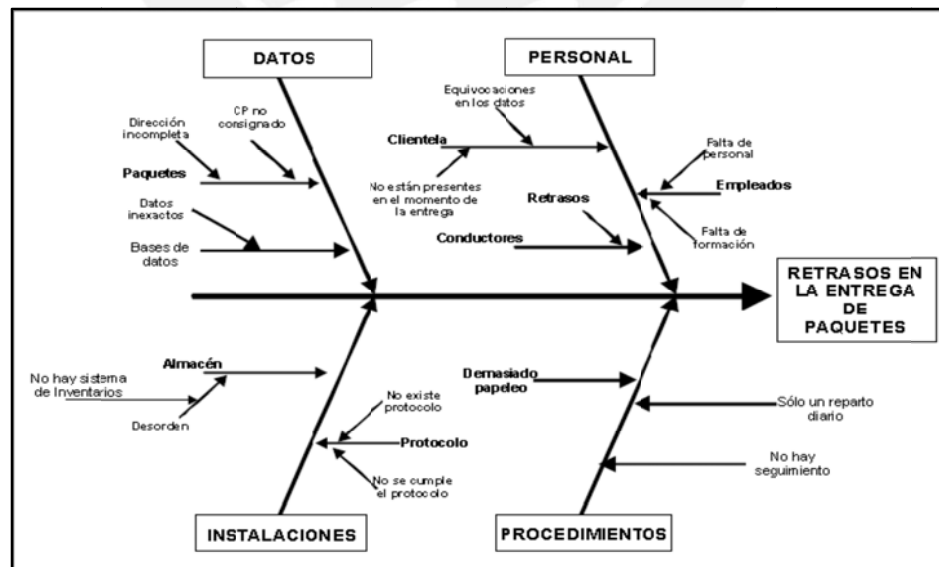 DATOS
PERSONAL
Dirección
incompleta
CP no
consignado
Paquetes
Datos
inexactos
Bases de
datos
Equivocaciones
en los datos
Clientela
No están presentes
en el momento de
la entrega
Retrasos
Conductores
Falta de
personal
Empleados
Falta de
formación
RETRASOS EN
LA ENTREGA
DE
PAQUETES
Almacén
No hay sistema
de Inventarios
Desorden
No existe
protocolo
Protocolo
No se cumple
el protocolo
Demasiado
papeleo
Sólo un reparto
diario
No hay
seguimiento
INSTALACIONES
PROCEDIMIENTOS